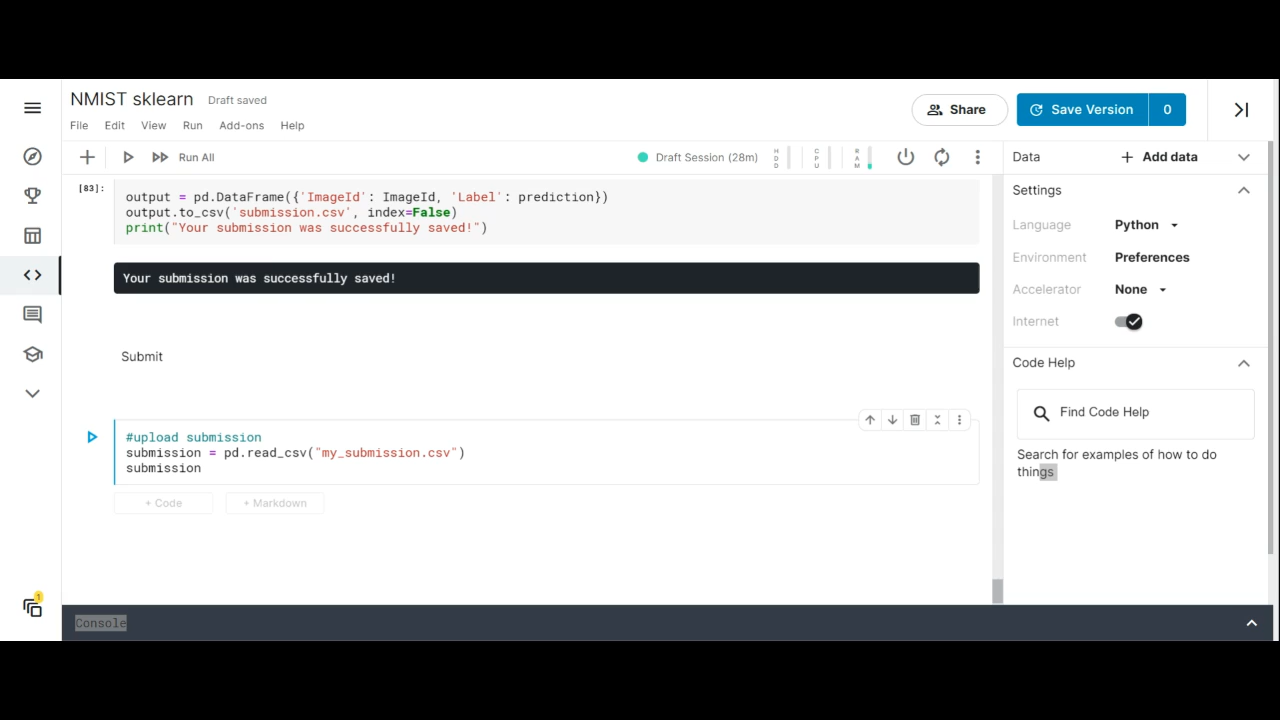 NMIST sklearn Draft saved
File Edit View Run Add-ons Help
Share
Save Version 0
Run All
Draft Session (28m)
HDD
CPU
RAM
[83]:
output = pd.DataFrame({'ImageId': ImageId, 'Label': prediction})
output.to_csv('submission.csv', index=False)
print("Your submission was successfully saved!")
Your submission was successfully saved!
Submit
#upload submission
submission = pd.read_csv("my_submission.csv")
submission
+ Code + Markdown
Data + Add data
Settings
Language Python
Environment Preferences
Accelerator None
Internet
Code Help
Find Code Help
Search for examples of how to do
things
1
Console